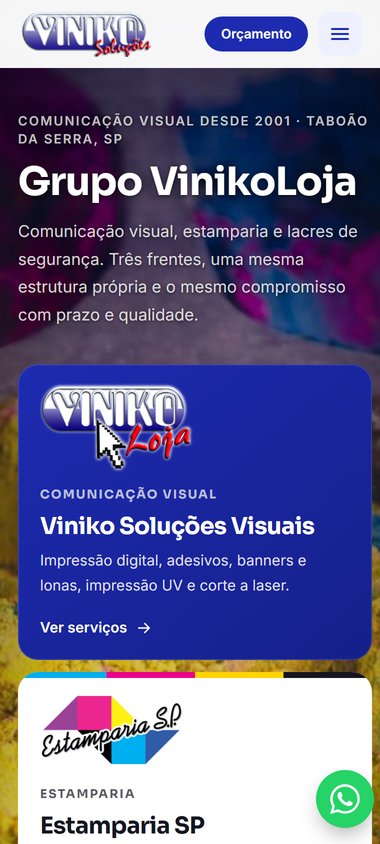 VINIKO
Soluções
Orçamento
COMUNICAÇÃO VISUAL DESDE 2001 · TABOÃO
DA SERRA, SP
Grupo VinikoLoja
Comunicação visual, estamparia e lacres de
segurança. Três frentes, uma mesma
estrutura própria e o mesmo compromisso
com prazo e qualidade.
VINIKO
Loja
COMUNICAÇÃO VISUAL
Viniko Soluções Visuais
Impressão digital, adesivos, banners e
lonas, impressão UV e corte a laser.
Ver serviços →
Estamparia S.P
ESTAMPARIA
Estamparia SP